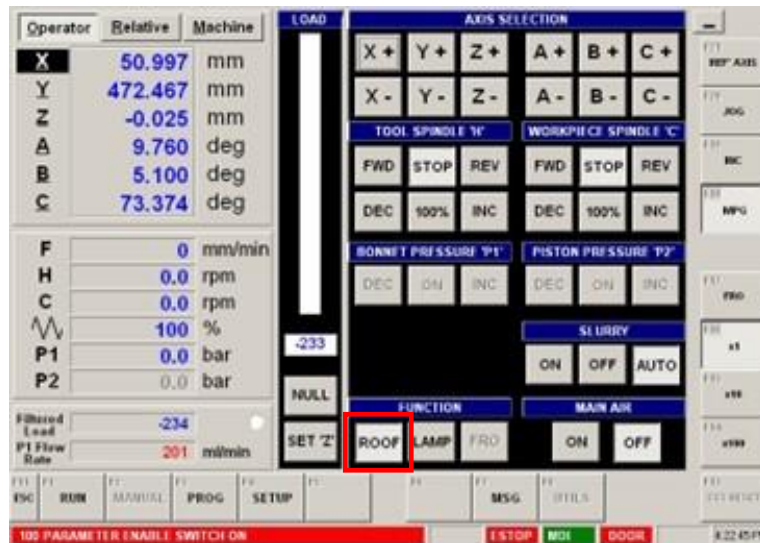 Operator Relative Machine
X 50.997 mm
Y 472.467 mm
Z -0.025 mm
A 9.760 deg
B 5.100 deg
C 73.374 deg
F 0 mm/min
H 0.0 rpm
C 0.0 rpm
100 %
P1 0.0 bar
P2 0.0 bar
Filtered Load -234
P1 Flow Rate 201 ml/min
LOAD
-233
NULL
SET 'Z'
AXIS SELECTION
X + Y + Z + A + B + C +
X - Y - Z - A - B - C -
TOOL SPINDLE 'H' WORKPIECE SPINDLE 'C'
FWD STOP REV FWD STOP REV
DEC 100% INC DEC 100% INC
BONNET PRESSURE 'P1' PISTON PRESSURE 'P2'
DEC ON INC DEC ON INC
SLURRY
ON OFF AUTO
FUNCTION MAIN AIR
ROOF LAMP FRO ON OFF
REF AXIS
JOG
INC
MPG
FRO
x1
x10
x100
ESC RUN MANUAL PROG SETUP MSG UTILS
100 PARAMETER ENABLE SWITCH ON
ESTOP MDI DOOR 4:22:45 PM